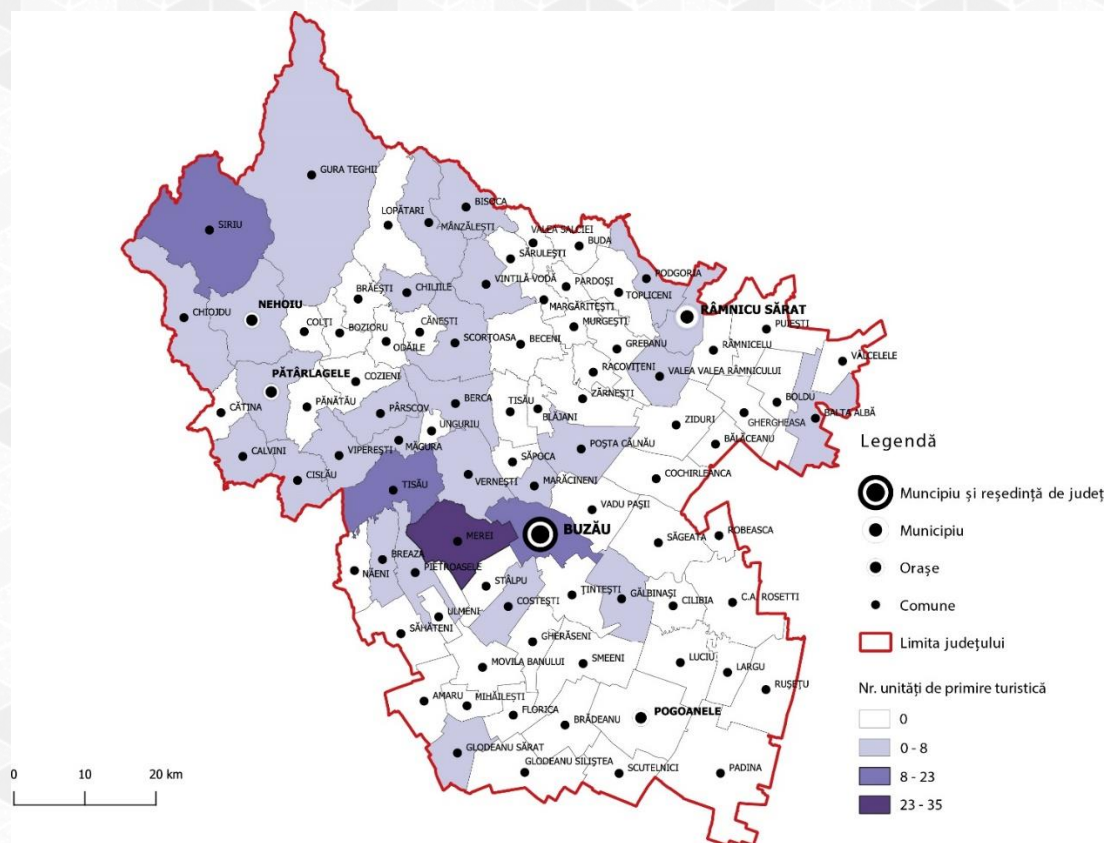 GURA TEGHII
BISOCA
LOPĂTARI
MÂNZĂLEȘTI
SIRIU
VALEA SALCIEI
BUDA
SĂRULEȘTI
VINTILĂ VODĂ
PARDOȘI
PODGORIA
TOPLICENI
CHIOJDU
NEHOIU
BRĂEȘTI
CHILIILE
MARGĂRITEȘTI
RÂMNICU SĂRAT
PUIEȘTI
COLȚI
BOZIORU
CĂNEȘTI
ODĂILE
SCORȚOASA
BECENI
MURGEȘTI
GREBANU
RÂMNICELU
VÂLCELELE
PĂTÂRLAGELE
COZIENI
RACOVIȚENI
VALEA VALEA RÂMNICULUI
CĂTINA
PĂNĂTĂU
PÂRSCOV
BERCA
TISĂU
BLĂJANI
ZĂRNEȘTI
ZIDURI
GHERGHEASA
BOLDU
BALTA ALBĂ
UNGURIU
MĂGURA
CALVINI
VIPEREȘTI
SĂPOCA
POȘTA CÂLNĂU
BĂLĂCEANU
CISLĂU
TISĂU
VERNEȘTI
MARĂCINENI
COCHIRLEANCA
VADU PAȘII
MEREI
BUZĂU
SĂGEATA
ROBEASCA
BREAZA
NĂENI
PIETROASELE
STÂLPU
ȚINTEȘTI
GĂLBINAȘI
CILIBIA
C.A. ROSETTI
COSTEȘTI
ULMENI
SĂHĂTENI
GHERĂSENI
MOVILA BANULUI
SMEENI
LUCIU
LARGU
RUȘEȚU
AMARU
MIHĂILEȘTI
FLORICA
BRĂDEANU
POGOANELE
GLODEANU SĂRAT
GLODEANU SILIȘTEA
SCUTELNICI
PADINA
Legendă
Muncipiu și reședință de județ
Municipiu
Orașe
Comune
Limita județului
Nr. unități de primire turistică
0
0 - 8
8 - 23
23 - 35
0 10 20 km